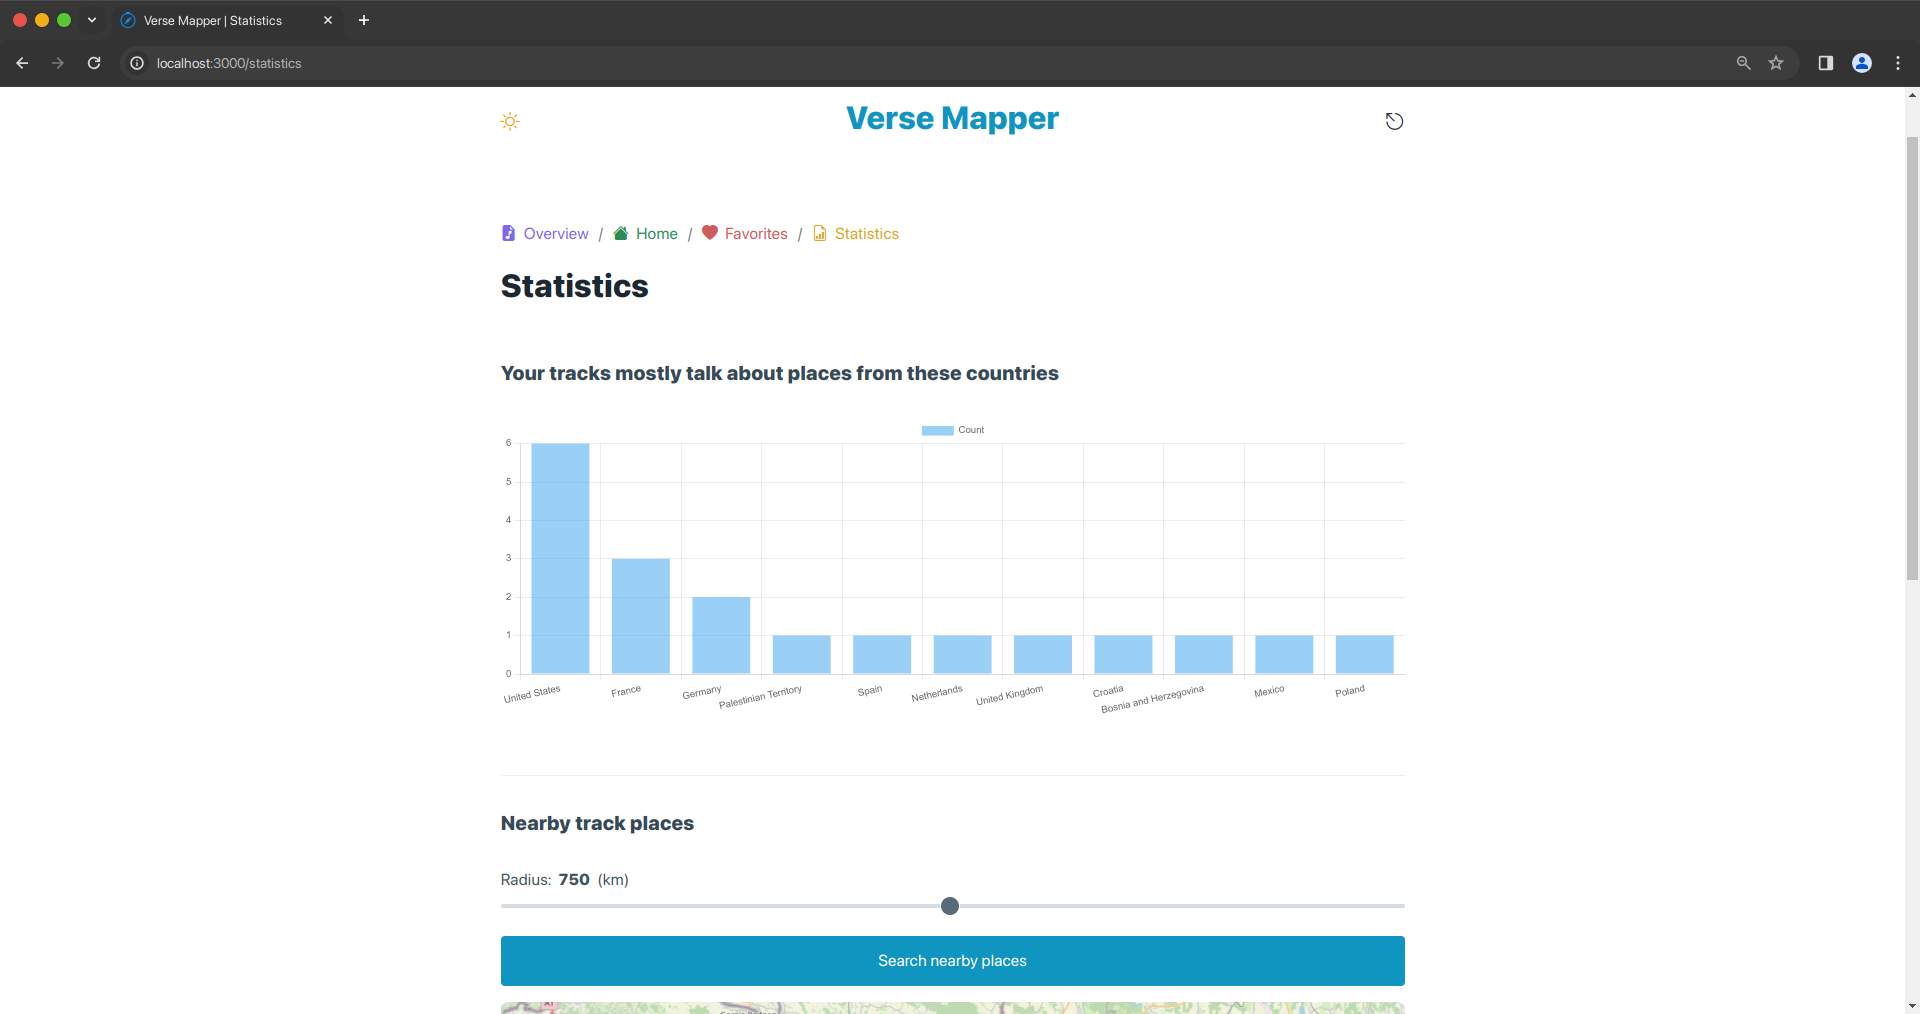 Verse Mapper | Statistics
localhost:3000/statistics
Verse Mapper
Overview / Home / Favorites / Statistics
Statistics
Your tracks mostly talk about places from these countries
Count
6
5
4
3
2
1
0
United States
France
Germany
Palestinian Territory
Spain
Netherlands
United Kingdom
Croatia
Bosnia and Herzegovina
Mexico
Poland
Nearby track places
Radius: 750 (km)
Search nearby places
A1